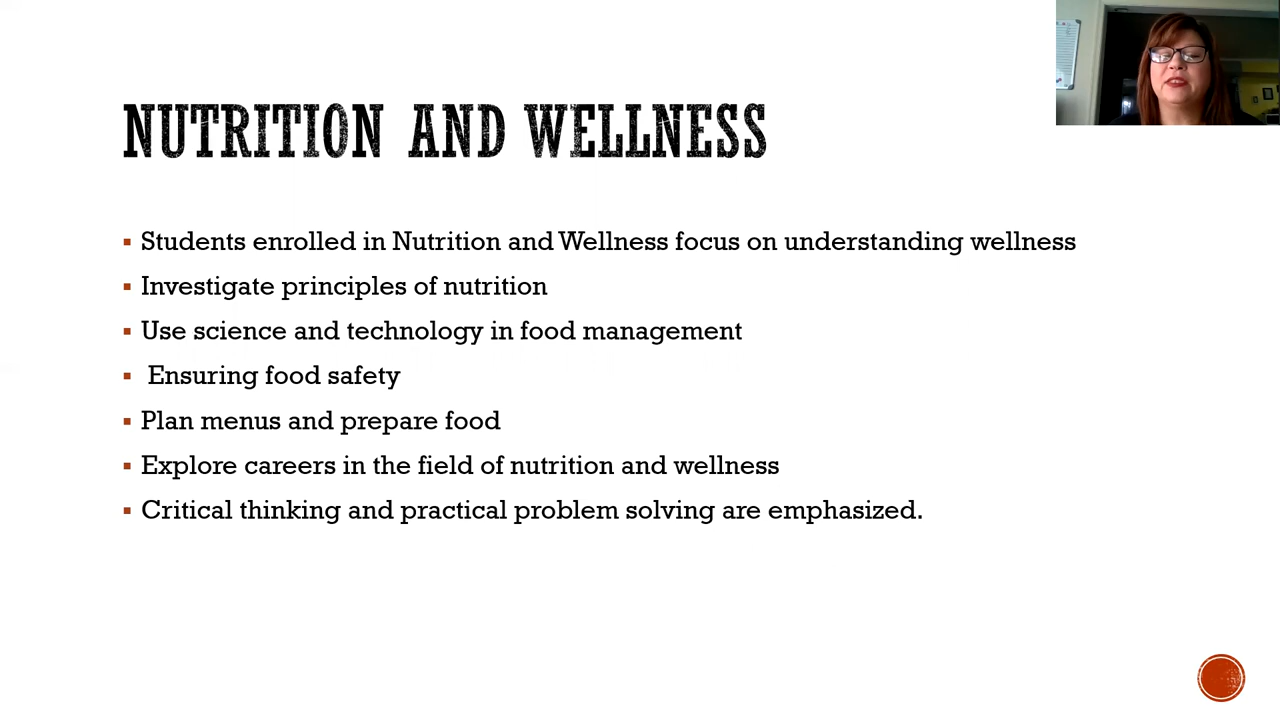 NUTRITION AND WELLNESS
Students enrolled in Nutrition and Wellness focus on understanding wellness
Investigate principles of nutrition
Use science and technology in food management
Ensuring food safety
Plan menus and prepare food
Explore careers in the field of nutrition and wellness
Critical thinking and practical problem solving are emphasized.